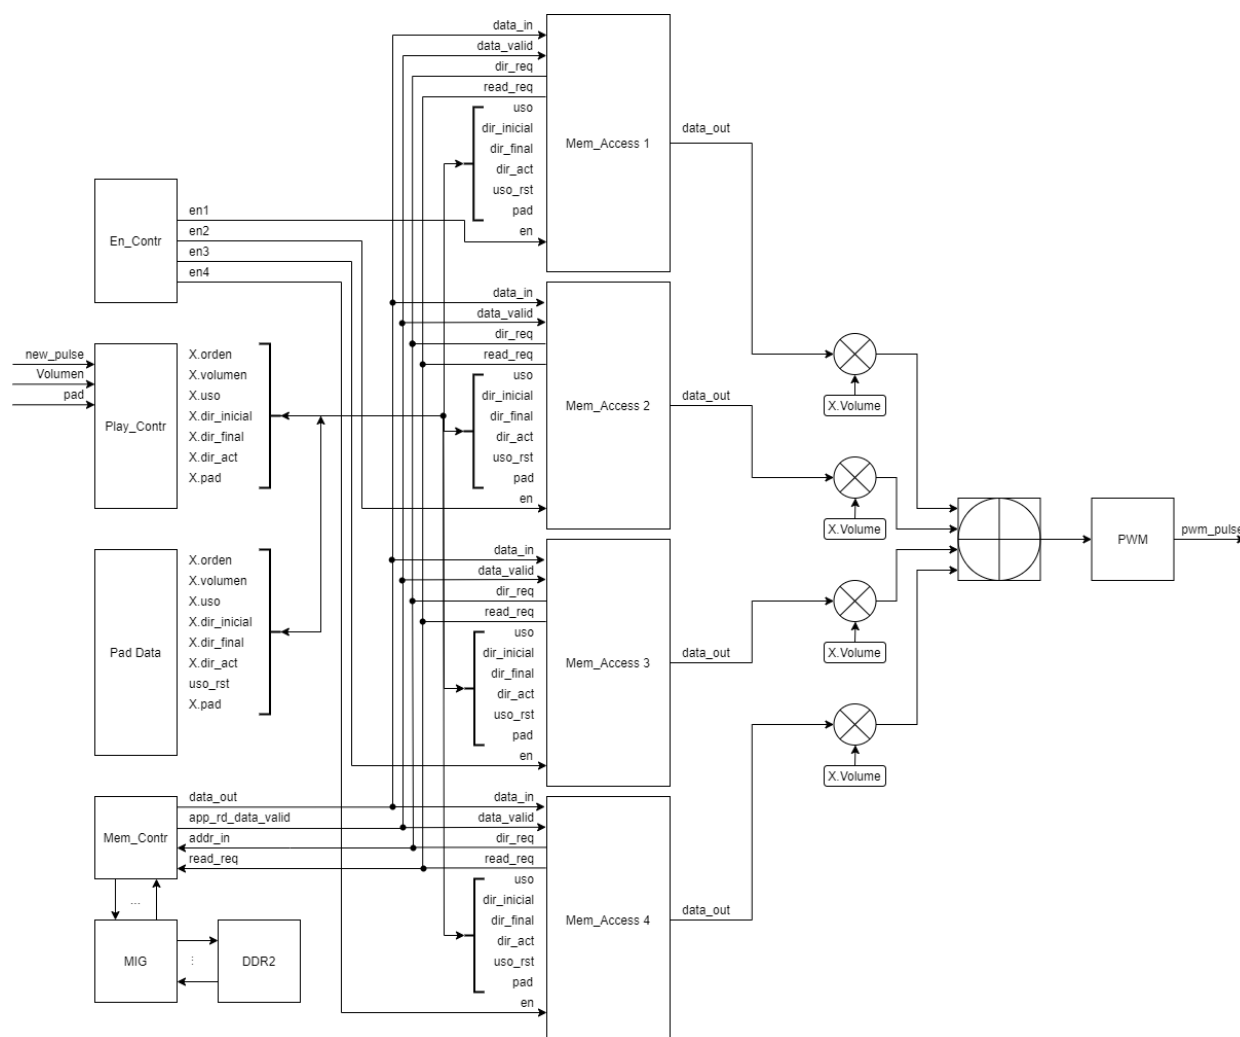 En_Contr
en1
en2
en3
en4
new_pulse
Volumen
pad
Play_Contr
X.orden
X.volumen
X.uso
X.dir_inicial
X.dir_final
X.dir_act
X.pad
Pad Data
X.orden
X.volumen
X.uso
X.dir_inicial
X.dir_final
X.dir_act
uso_rst
X.pad
Mem_Contr
data_out
app_rd_data_valid
addr_in
read_req
...
MIG
...
DDR2
data_in
data_valid
dir_req
read_req
uso
dir_inicial
dir_final
dir_act
uso_rst
pad
en
Mem_Access 1
data_out
data_in
data_valid
dir_req
read_req
uso
dir_inicial
dir_final
dir_act
uso_rst
pad
en
Mem_Access 2
data_out
data_in
data_valid
dir_req
read_req
uso
dir_inicial
dir_final
dir_act
uso_rst
pad
en
Mem_Access 3
data_out
data_in
data_valid
dir_req
read_req
uso
dir_inicial
dir_final
dir_act
uso_rst
pad
en
Mem_Access 4
data_out
X.Volume
X.Volume
X.Volume
X.Volume
PWM
pwm_pulse